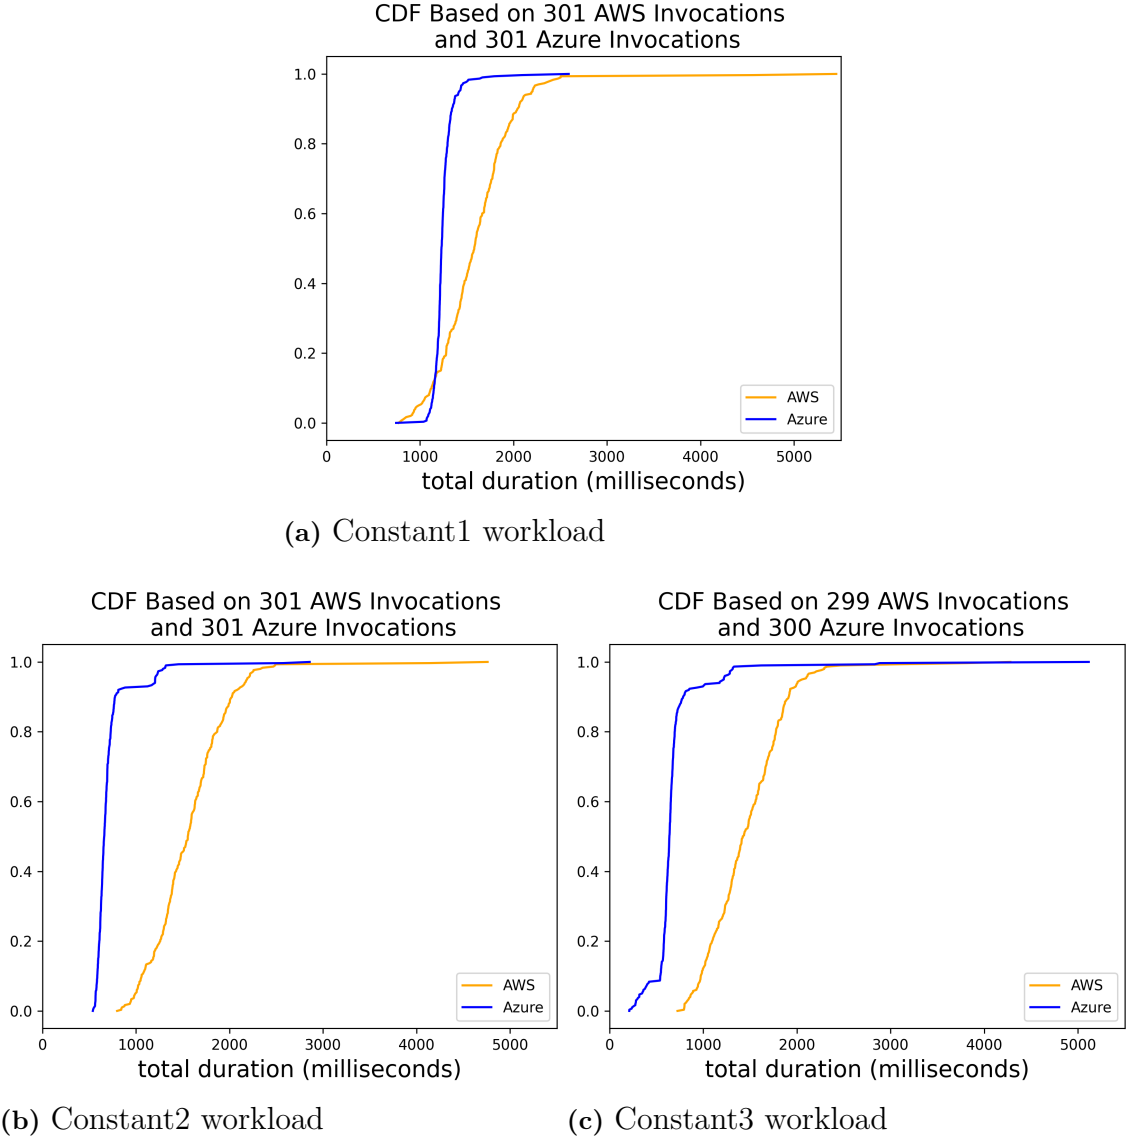 CDF Based on 301 AWS Invocations
and 301 Azure Invocations
1.0
0.8
0.6
0.4
0.2
0.0
AWS
Azure
0 1000 2000 3000 4000 5000
total duration (milliseconds)
(a) Constant1 workload
CDF Based on 301 AWS Invocations
and 301 Azure Invocations
1.0
0.8
0.6
0.4
0.2
0.0
AWS
Azure
0 1000 2000 3000 4000 5000
total duration (milliseconds)
(b) Constant2 workload
CDF Based on 299 AWS Invocations
and 300 Azure Invocations
1.0
0.8
0.6
0.4
0.2
0.0
AWS
Azure
0 1000 2000 3000 4000 5000
total duration (milliseconds)
(c) Constant3 workload